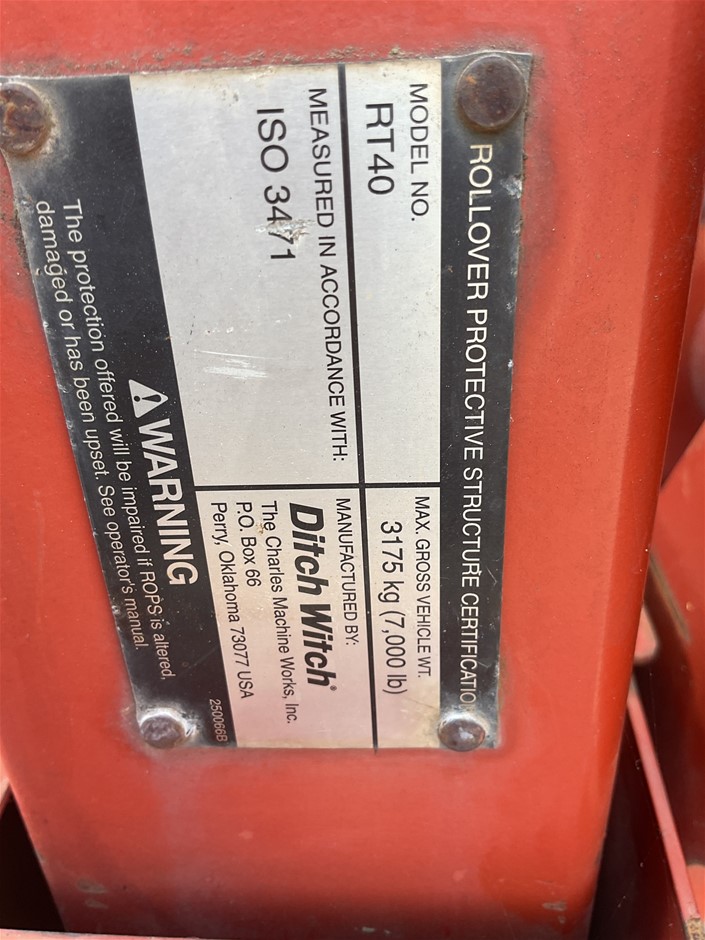 ROLLOVER PROTECTIVE STRUCTURE CERTIFICATION
MODEL NO.
RT40
MAX. GROSS VEHICLE WT.
3175 kg (7,000 lb)
MEASURED IN ACCORDANCE WITH:
ISO 3471
MANUFACTURED BY:
Ditch Witch®
The Charles Machine Works, Inc.
P.O. Box 66
Perry, Oklahoma 73077 USA
⚠WARNING
The protection offered will be impaired if ROPS is altered,
damaged or has been upset. See operator's manual.
250066B